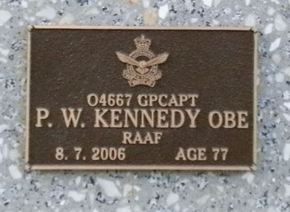 O4667 GPCAPT
P. W. KENNEDY OBE
RAAF
8. 7. 2006 AGE 77